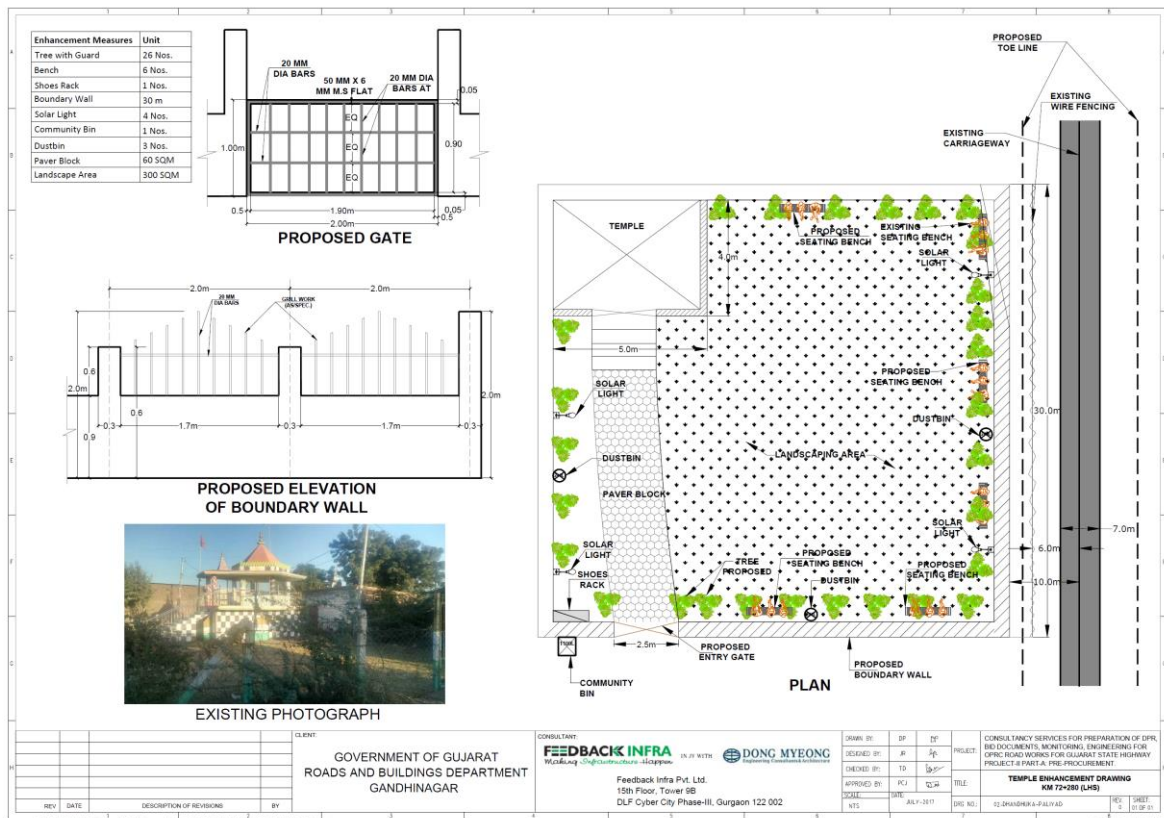 Enhancement Measures Unit
Tree with Guard 26 Nos.
Bench 6 Nos.
Shoes Rack 1 Nos.
Boundary Wall 30 m
Solar Light 4 Nos.
Community Bin 1 Nos.
Dustbin 3 Nos.
Paver Block 60 SQM
Landscape Area 300 SQM
20 MM
DIA BARS
50 MM X 6
MM M.S FLAT
20 MM DIA
BARS AT
0.05
EQ
EQ
EQ
1.00m
0.90
0.05
0.5
1.90m
0.5
2.00m
PROPOSED GATE
2.0m
2.0m
20 MM
DIA BARS
GRILL WORK
(AS/SPEC.)
0.6
2.0m
0.6
0.9
2.0m
0.3
1.7m
0.3
1.7m
0.3
PROPOSED ELEVATION
OF BOUNDARY WALL
EXISTING PHOTOGRAPH
PROPOSED
TOE LINE
EXISTING
WIRE FENCING
EXISTING
CARRIAGEWAY
TEMPLE
4.0m
5.0m
PROPOSED
SEATING BENCH
EXISTING
SEATING BENCH
SOLAR
LIGHT
PROPOSED
SEATING BENCH
30.0m
DUSTBIN
SOLAR
LIGHT
DUSTBIN
LANDSCAPING AREA
PAVER BLOCK
SOLAR
LIGHT
7.0m
6.0m
10.0m
SOLAR
LIGHT
SHOES
RACK
TREE
PROPOSED
PROPOSED
SEATING BENCH
DUSTBIN
PROPOSED
SEATING BENCH
2.5m
PROPOSED
ENTRY GATE
PROPOSED
BOUNDARY WALL
COMMUNITY
BIN
PLAN
REV DATE DESCRIPTION OF REVISIONS BY
CLIENT:
GOVERNMENT OF GUJARAT
ROADS AND BUILDINGS DEPARTMENT
GANDHINAGAR
CONSULTANT:
FEEDBACK INFRA
Making Infrastructure Happen
IN JV WITH
DONG MYEONG
Engineering Consultants & Architecture
Feedback Infra Pvt. Ltd.
15th Floor, Tower 9B
DLF Cyber City Phase-III, Gurgaon 122 002
DRAWN BY: DP
DESIGNED BY: JR
CHECKED BY: TD
APPROVED BY: PCJ
SCALE: NTS
DATE: JULY-2017
PROJECT:
CONSULTANCY SERVICES FOR PREPARATION OF DPR,
BID DOCUMENTS, MONITORING, ENGINEERING FOR
OPRC ROAD WORKS FOR GUJARAT STATE HIGHWAY
PROJECT-II PART-A: PRE-PROCUREMENT
TITLE:
TEMPLE ENHANCEMENT DRAWING
KM 72+280 (LHS)
DRG NO.: 02-DHANDHUKA-PALIYAD
REV. 0
SHEET: 01 OF 01